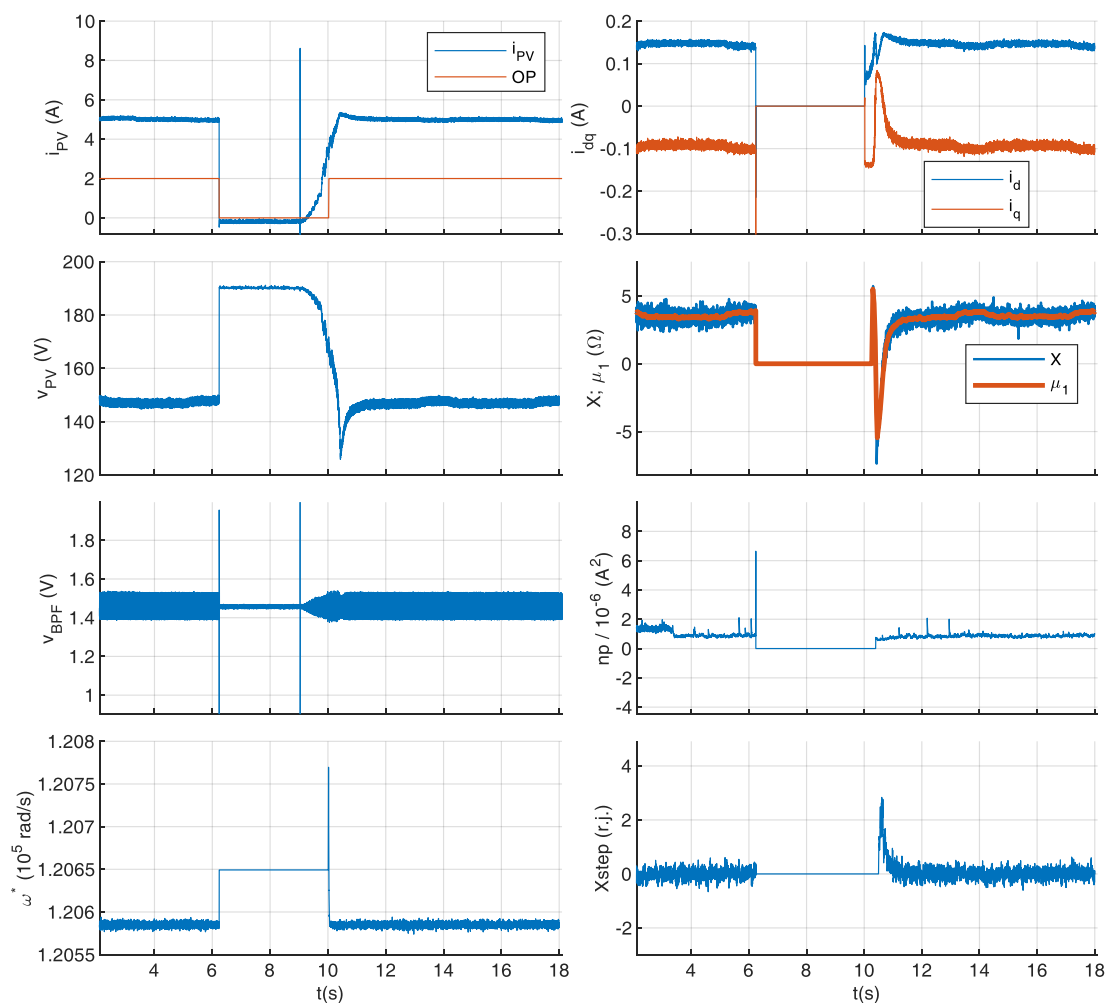 10
8
6
4
2
0
i_PV (A)
i_PV
OP
0.2
0.1
0
-0.1
-0.2
-0.3
i_dq (A)
i_d
i_q
200
180
160
140
120
v_PV (V)
5
0
-5
X; μ_1 (Ω)
X
μ_1
1.8
1.6
1.4
1.2
1
v_BPF (V)
8
6
4
2
0
-2
-4
np / 10^-6 (A^2)
1.208
1.2075
1.207
1.2065
1.206
1.2055
ω^* (10^5 rad/s)
4 6 8 10 12 14 16 18
t(s)
4
2
0
-2
Xstep (r.j.)
4 6 8 10 12 14 16 18
t(s)